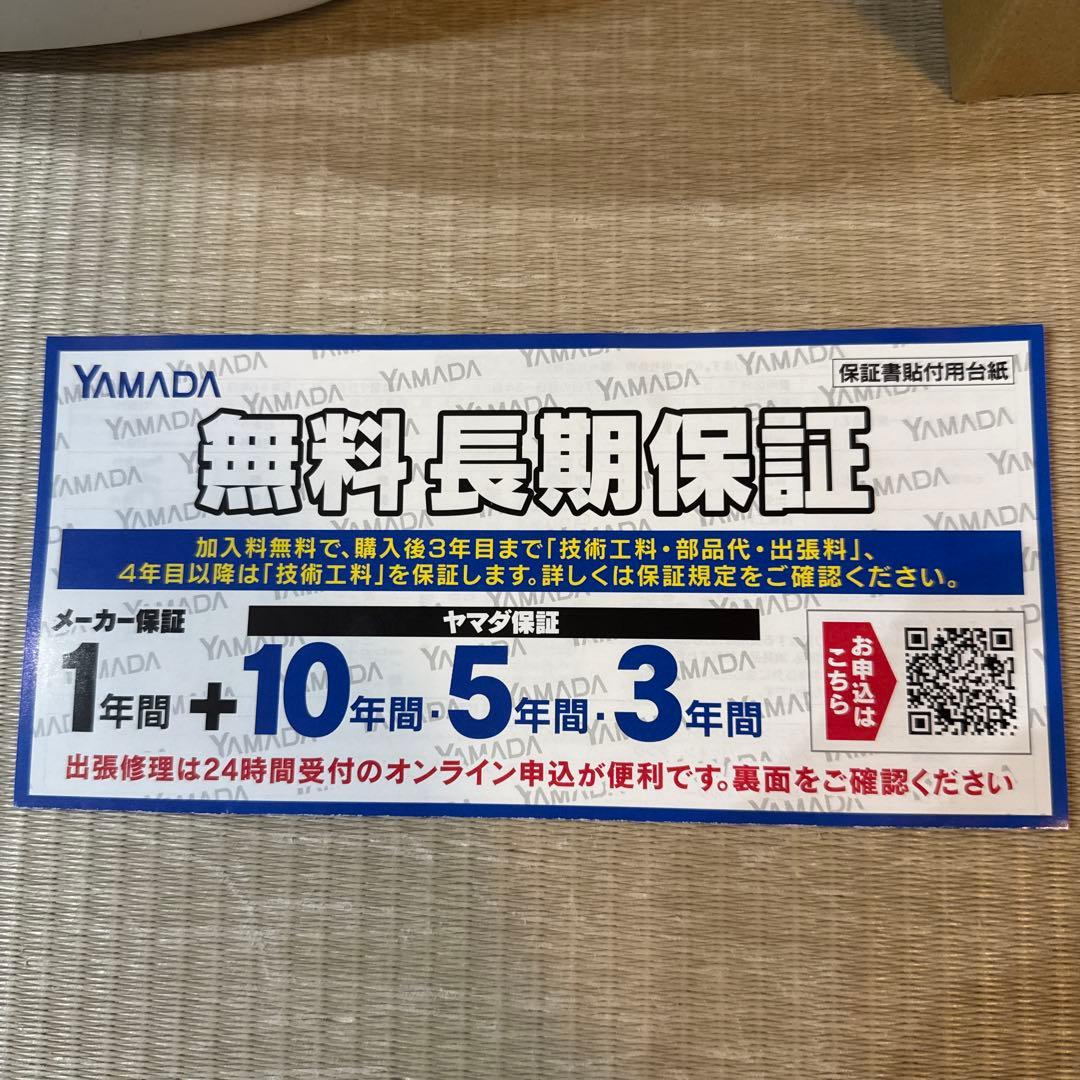 YAMADA
保証書貼付用台紙
無料長期保証
加入料無料で、購入後3年目まで「技術工料・部品代・出張料」、
4年目以降は「技術工料」を保証します。詳しくは保証規定をご確認ください。
メーカー保証
ヤマダ保証
1年間+10年間・5年間・3年間
お申込は
こちら
出張修理は24時間受付のオンライン申込が便利です。裏面をご確認ください